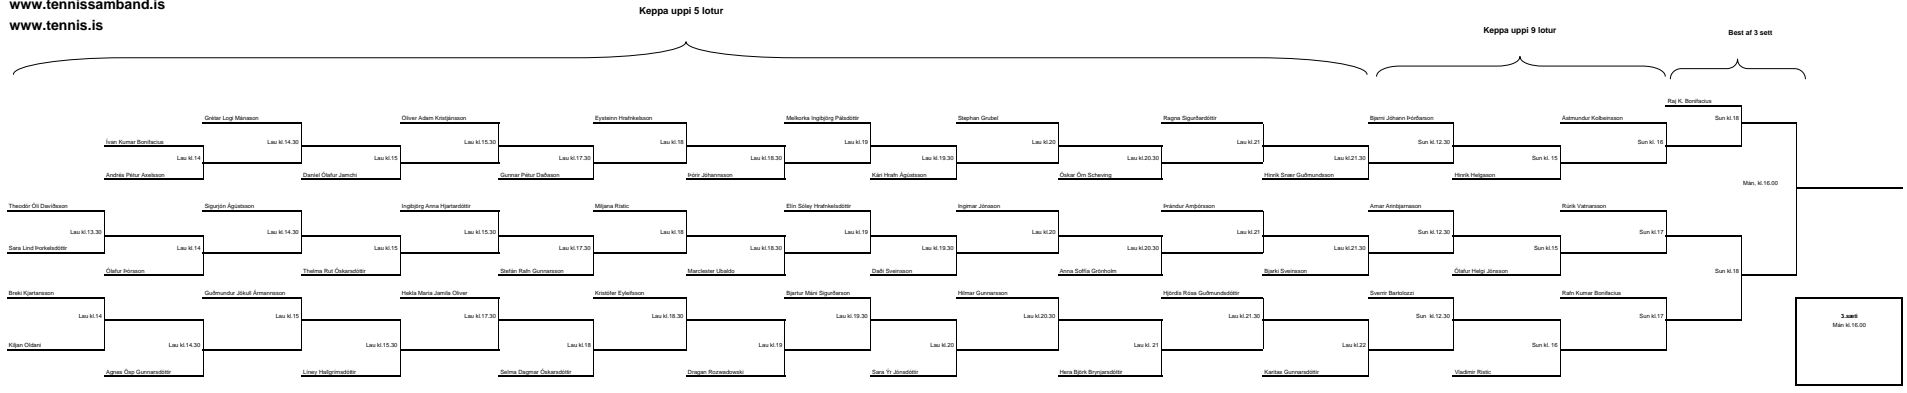 www.tennissamband.is
www.tennis.is
Keppa uppi 5 lotur
Keppa uppi 9 lotur
Best af 3 sett
Raj K. Bonifacius
Grétar Logi Mánason
Óliver Adam Kristjánsson
Eysteinn Hrafnkelsson
Melkorka Ingibjörg Pálsdóttir
Stephan Grubel
Ragna Sigurðardóttir
Bjarni Jóhann Þórðarson
Ástmundur Kolbeinsson
Sun kl.18
Ívan Kumar Bonifacius
Lau kl.14.30
Lau kl.15.30
Lau kl.18
Lau kl.19
Lau kl.20
Lau kl.21
Sun kl.12.30
Sun kl. 16
Lau kl.14
Lau kl.15
Lau kl.17.30
Lau kl.18.30
Lau kl.19.30
Lau kl.20.30
Lau kl.21.30
Sun kl. 15
Andrés Pétur Axelsson
Daníel Ólafur Jamchi
Gunnar Pétur Daðason
Þórir Jóhannsson
Kári Hrafn Ágústsson
Óskar Örn Scheving
Hinrik Snær Guðmundsson
Hinrik Helgason
Mán, kl.16.00
Theodór Óli Davíðsson
Sigurjón Ágústsson
Ingibjörg Anna Hjartardóttir
Miljana Ristic
Elín Sóley Hrafnkelsdóttir
Ingimar Jónsson
Þrándur Arnþórsson
Arnar Arinbjarnason
Rúrik Vatnarsson
Lau kl.13.30
Lau kl.14.30
Lau kl.15.30
Lau kl.18
Lau kl.19
Lau kl.20
Lau kl.21
Sun kl.12.30
Sun kl.17
Sara Lind Þorkelsdóttir
Lau kl.14
Lau kl.15
Lau kl.17.30
Lau kl.18.30
Lau kl.19.30
Lau kl.20.30
Lau kl.21.30
Sun kl.15
Ólafur Þórsson
Thelma Rut Óskarsdóttir
Stefán Rafn Gunnarsson
Marclester Ubaldo
Daði Sveinsson
Anna Soffía Grönholm
Bjarki Sveinsson
Ólafur Helgi Jónsson
Sun kl.18
Breki Kjartansson
Guðmundur Jökull Ármannsson
Hekla María Jamila Oliver
Kristófer Eyleifsson
Bjartur Máni Sigurðarson
Hilmar Gunnarsson
Hjördís Rósa Guðmundsdóttir
Sverrir Bartolozzi
Rafn Kumar Bonifacius
Lau kl.14
Lau kl.15
Lau kl.17.30
Lau kl.18.30
Lau kl.19.30
Lau kl.20.30
Lau kl.21.30
Sun kl.12.30
Sun kl.17
3.sæti
Mán kl.16.00
Kiljan Oldani
Lau kl.14.30
Lau kl.15.30
Lau kl.18
Lau kl.19
Lau kl.20
Lau kl. 21
Lau kl.22
Sun kl. 16
Agnes Ösp Gunnarsdóttir
Líney Hallgrímsdóttir
Selma Dagmar Óskarsdóttir
Dragan Rozwadowski
Sara Ýr Jónsdóttir
Hera Björk Brynjarsdóttir
Karitas Gunnarsdóttir
Vladimir Ristic